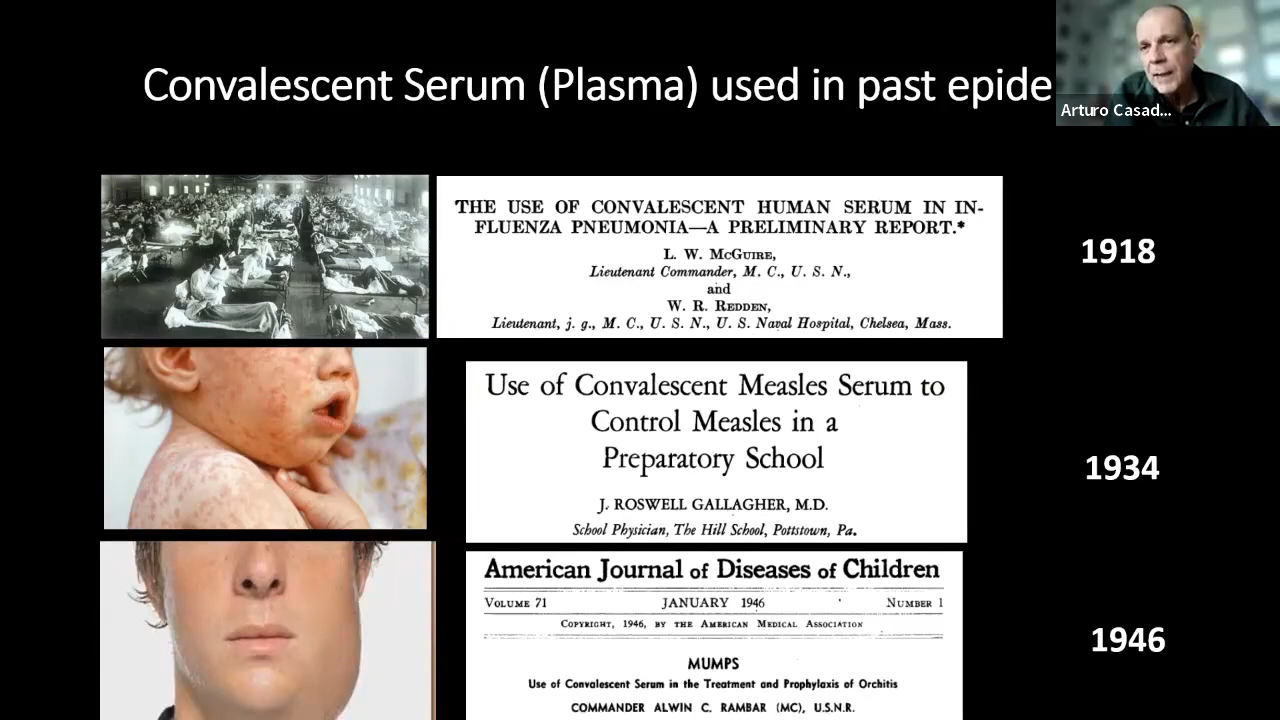 Convalescent Serum (Plasma) used in past epide
Arturo Casad...
THE USE OF CONVALESCENT HUMAN SERUM IN IN-
FLUENZA PNEUMONIA—A PRELIMINARY REPORT.*
L. W. McGUIRE,
Lieutenant Commander, M. C., U. S. N.,
and
W. R. REDDEN,
Lieutenant, j. g., M. C., U. S. N., U. S. Naval Hospital, Chelsea, Mass.
1918
Use of Convalescent Measles Serum to
Control Measles in a
Preparatory School
J. ROSWELL GALLAGHER, M.D.
School Physician, The Hill School, Pottstown, Pa.
1934
American Journal of Diseases of Children
VOLUME 71 JANUARY 1946 NUMBER 1
COPYRIGHT, 1946, BY THE AMERICAN MEDICAL ASSOCIATION
MUMPS
Use of Convalescent Serum in the Treatment and Prophylaxis of Orchitis
COMMANDER ALWIN C. RAMBAR (MC), U.S.N.R.
1946